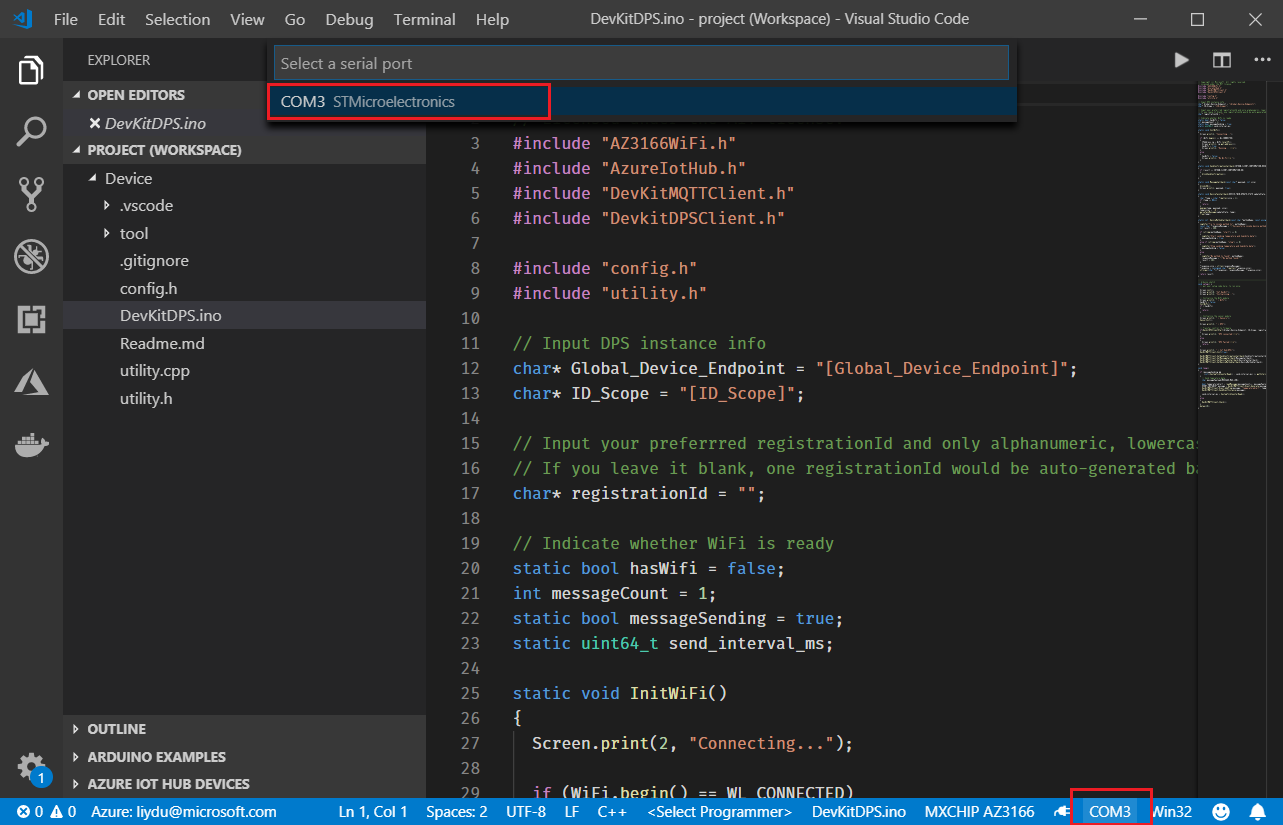 File Edit Selection View Go Debug Terminal Help DevKitDPS.ino - project (Workspace) - Visual Studio Code
EXPLORER
OPEN EDITORS
DevKitDPS.ino
PROJECT (WORKSPACE)
Device
.vscode
tool
.gitignore
config.h
DevKitDPS.ino
Readme.md
utility.cpp
utility.h
OUTLINE
ARDUINO EXAMPLES
AZURE IOT HUB DEVICES
1
Select a serial port
COM3 STMicroelectronics
3 #include "AZ3166WiFi.h"
4 #include "AzureIotHub.h"
5 #include "DevKitMQTTClient.h"
6 #include "DevkitDPSClient.h"
7
8 #include "config.h"
9 #include "utility.h"
10
11 // Input DPS instance info
12 char* Global_Device_Endpoint = "[Global_Device_Endpoint]";
13 char* ID_Scope = "[ID_Scope]";
14
15 // Input your preferrred registrationId and only alphanumeric, lowerca
16 // If you leave it blank, one registrationId would be auto-generated ba
17 char* registrationId = "";
18
19 // Indicate whether WiFi is ready
20 static bool hasWifi = false;
21 int messageCount = 1;
22 static bool messageSending = true;
23 static uint64_t send_interval_ms;
24
25 static void InitWiFi()
26 {
27 Screen.print(2, "Connecting...");
28
29 if (WiFi.begin() == WL_CONNECTED)
0 0 Azure: liydu@microsoft.com Ln 1, Col 1 Spaces: 2 UTF-8 LF C++ <Select Programmer> DevKitDPS.ino MXCHIP AZ3166 COM3 Win32